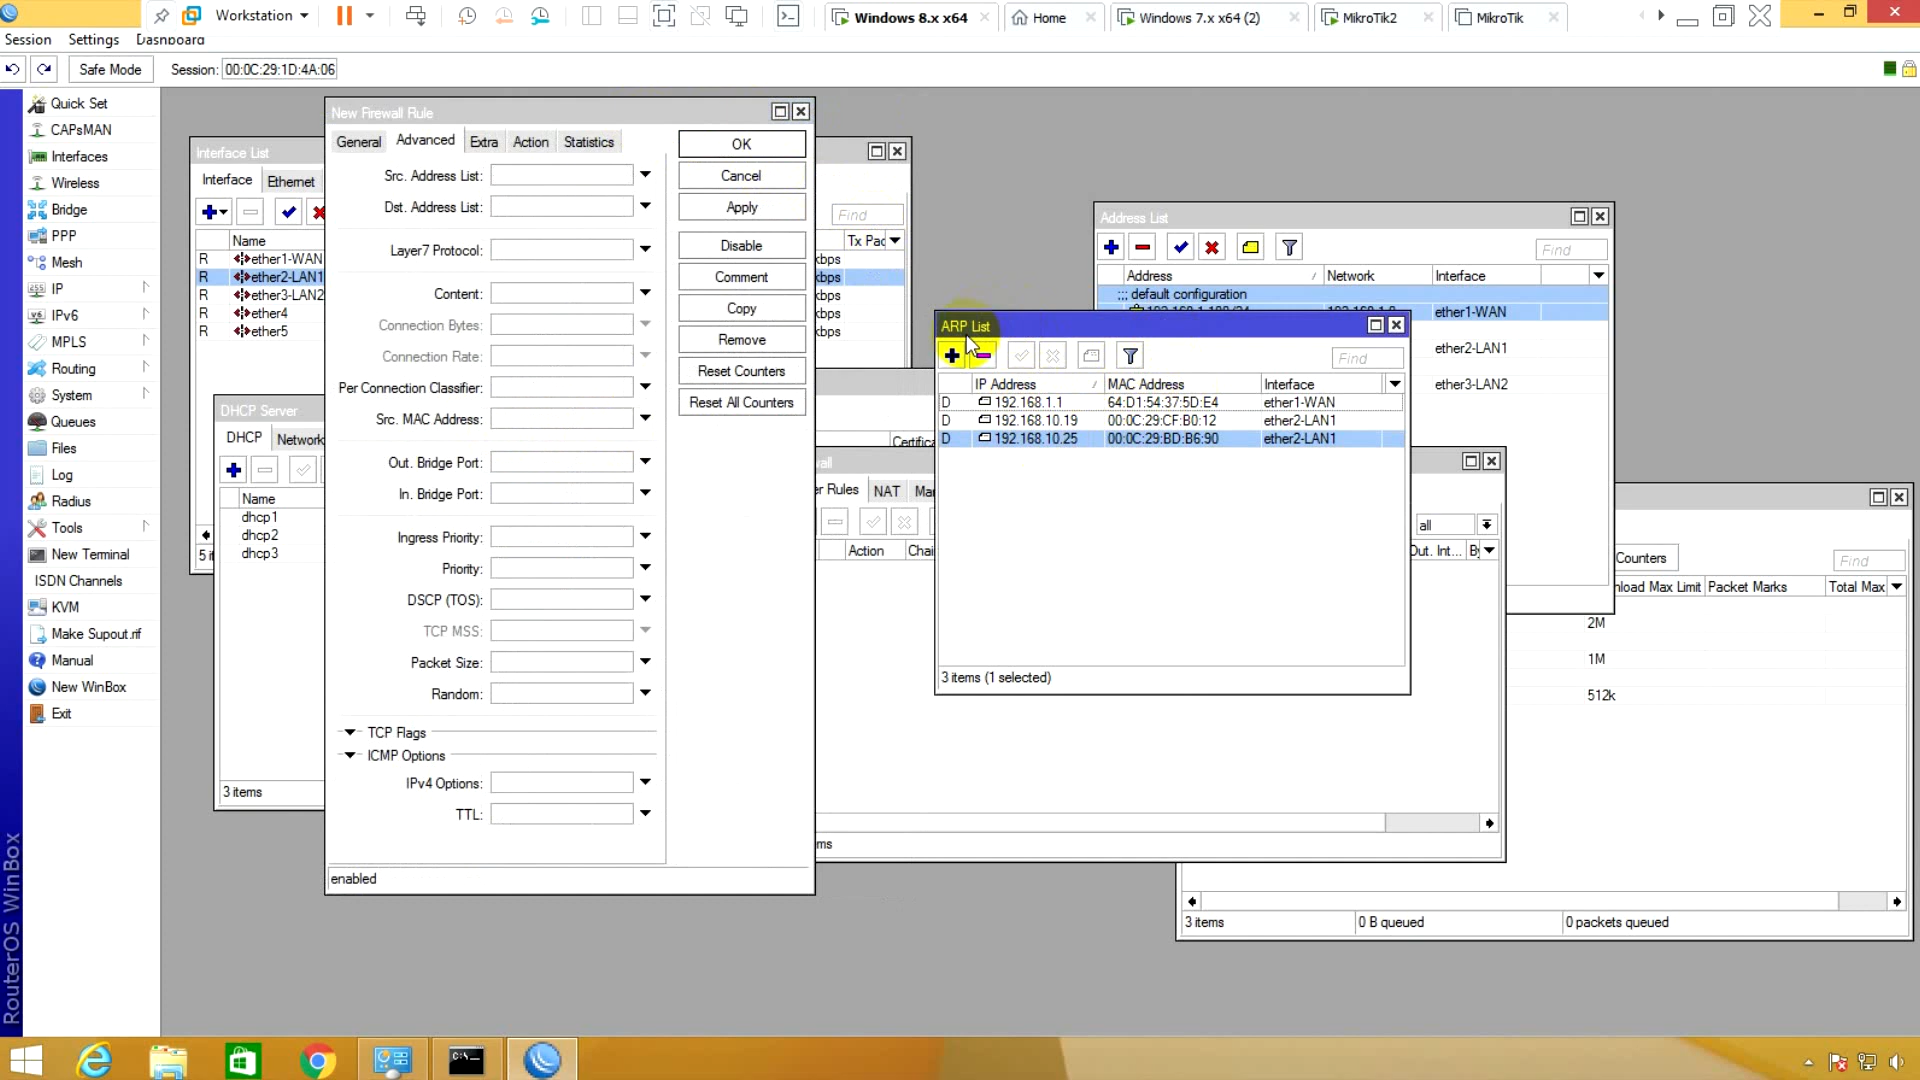 Workstation
Windows 8.x x64
Home
Windows 7.x x64 (2)
MikroTik2
MikroTik
Session Settings Dashboard
Safe Mode
Session: 00:0C:29:1D:4A:06
Quick Set
CAPsMAN
Interfaces
Wireless
Bridge
PPP
Mesh
IP
IPv6
MPLS
Routing
System
Queues
Files
Log
Radius
Tools
New Terminal
ISDN Channels
KVM
Make Supout.rif
Manual
New WinBox
Exit
RouterOS WinBox
Interface List
Interface Ethernet
Name
R ether1-WAN
R ether2-LAN1
R ether3-LAN2
R ether4
R ether5
Find
Tx Pac
kbps
kbps
kbps
kbps
kbps
DHCP Server
DHCP Network
Name
dhcp1
dhcp2
dhcp3
3 items
New Firewall Rule
General Advanced Extra Action Statistics
Src. Address List:
Dst. Address List:
Layer7 Protocol:
Content:
Connection Bytes:
Connection Rate:
Per Connection Classifier:
Src. MAC Address:
Out. Bridge Port:
In. Bridge Port:
Ingress Priority:
Priority:
DSCP (TOS):
TCP MSS:
Packet Size:
Random:
TCP Flags
ICMP Options
IPv4 Options:
TTL:
enabled
OK
Cancel
Apply
Disable
Comment
Copy
Remove
Reset Counters
Reset All Counters
Address List
Find
Address Network Interface
;;; default configuration
ether1-WAN
ether2-LAN1
ether3-LAN2
ARP List
Find
IP Address MAC Address Interface
D 192.168.1.1 64:D1:54:37:5D:E4 ether1-WAN
D 192.168.10.19 00:0C:29:CF:B0:12 ether2-LAN1
D 192.168.10.25 00:0C:29:BD:B6:90 ether2-LAN1
3 items (1 selected)
Certifica
wall
er Rules NAT Man
all
Action Chai
Out. Int... By
ms
Counters
Find
nload Max Limit Packet Marks Total Max
2M
1M
512k
3 items 0 B queued 0 packets queued